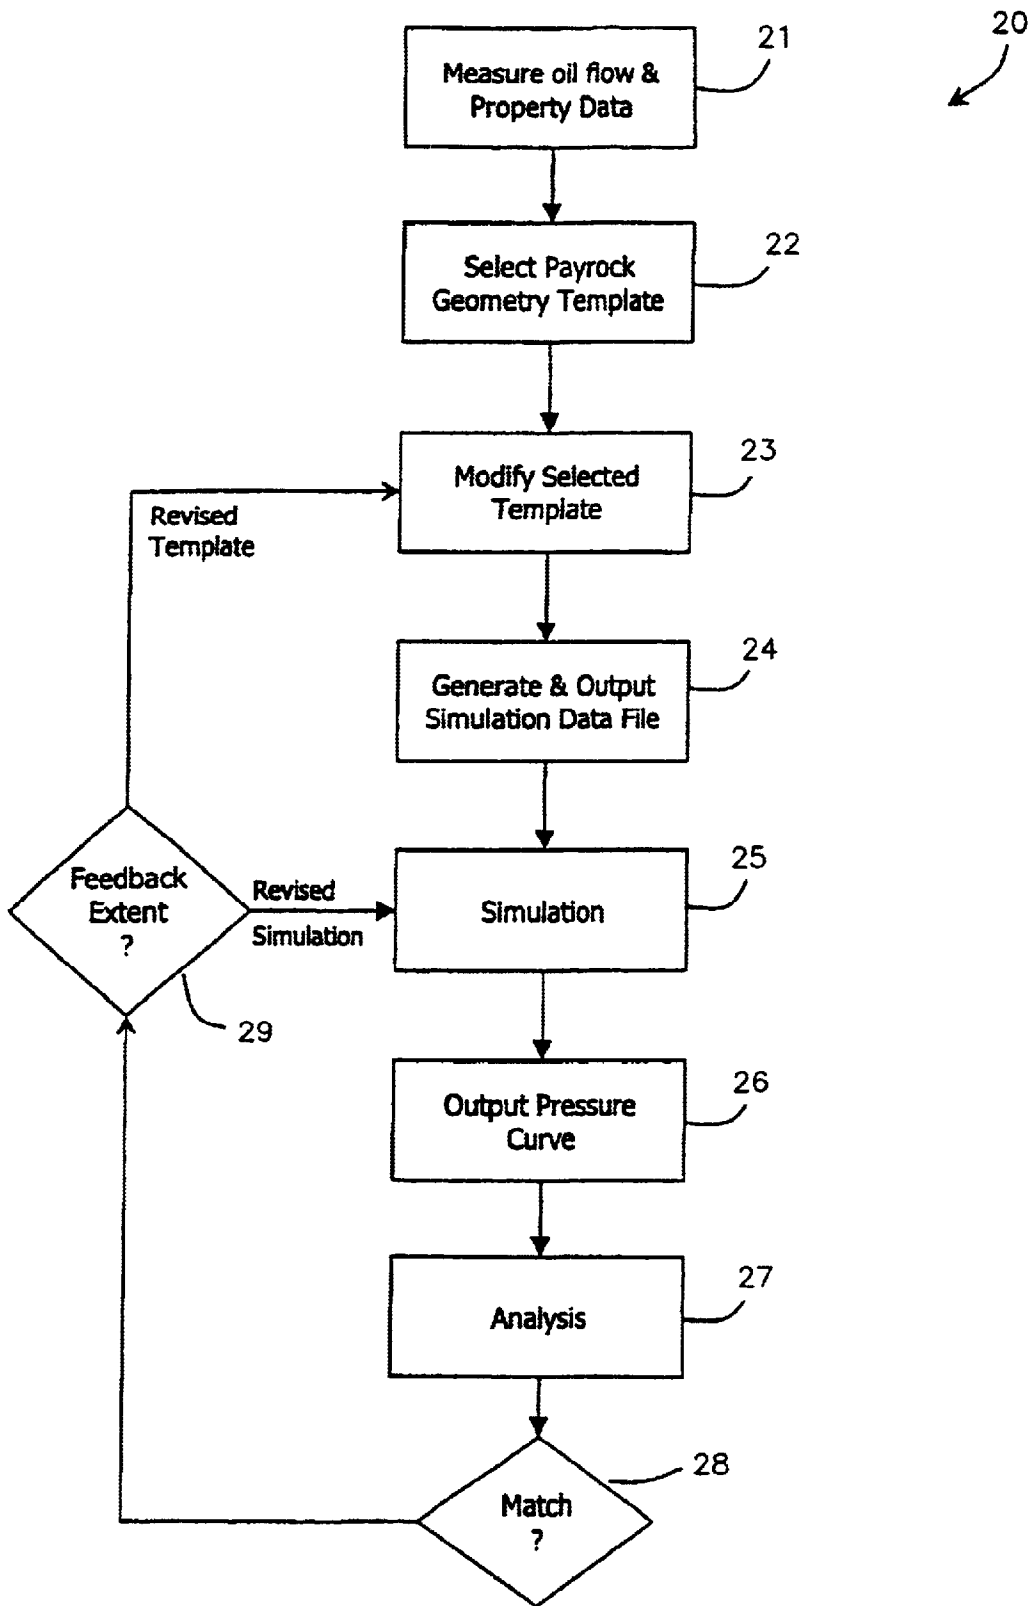 20
21
Measure oil flow &
Property Data
22
Select Payrock
Geometry Template
23
Modify Selected
Template
Revised
Template
24
Generate & Output
Simulation Data File
25
Simulation
Feedback
Extent
?
Revised
Simulation
29
26
Output Pressure
Curve
27
Analysis
28
Match
?